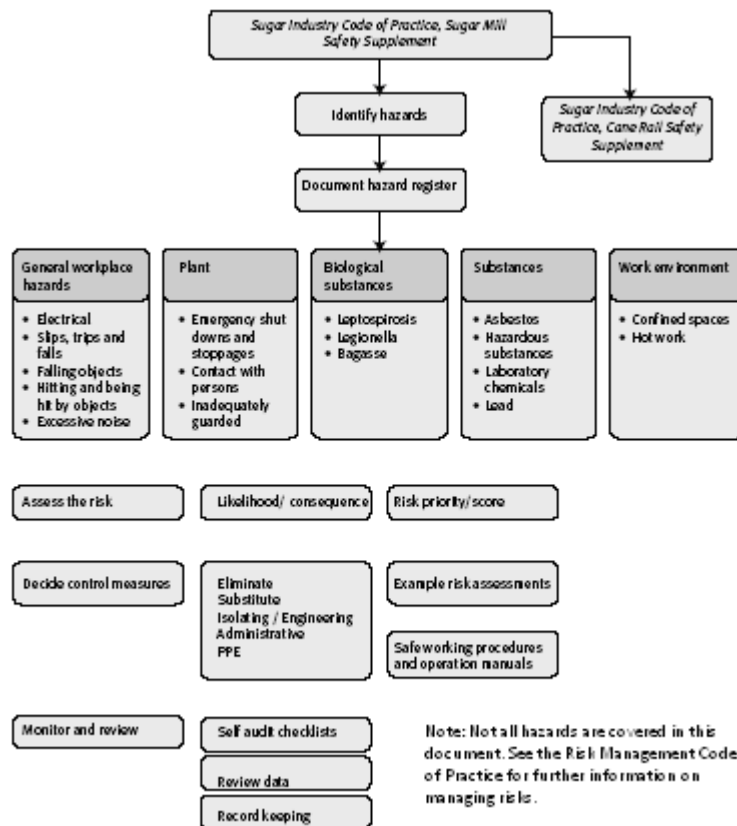 Sugar Industry Code of Practice, Sugar Mill
Safety Supplement
Identify hazards
Sugar Industry Code of
Practice, Cane Rail Safety
Supplement
Document hazard register
General workplace
hazards
• Electrical
• Slips, trips and
falls
• Falling objects
• Hitting and being
hit by objects
• Excessive noise
Plant
• Emergency shut
downs and
stoppages
• Contact with
persons
• Inadequately
guarded
Biological
substances
• Leptospirosis
• Legionella
• Bagasse
Substances
• Asbestos
• Hazardous
substances
• Laboratory
chemicals
• Lead
Work environment
• Confined spaces
• Hot work
Assess the risk
Likelihood/ consequence
Risk priority/score
Decide control measures
Eliminate
Substitute
Isolating / Engineering
Administrative
PPE
Example risk assessments
Safe working procedures
and operation manuals
Monitor and review
Self audit checklists
Review data
Record keeping
Note: Not all hazards are covered in this
document. See the Risk Management Code
of Practice for further information on
managing risks.